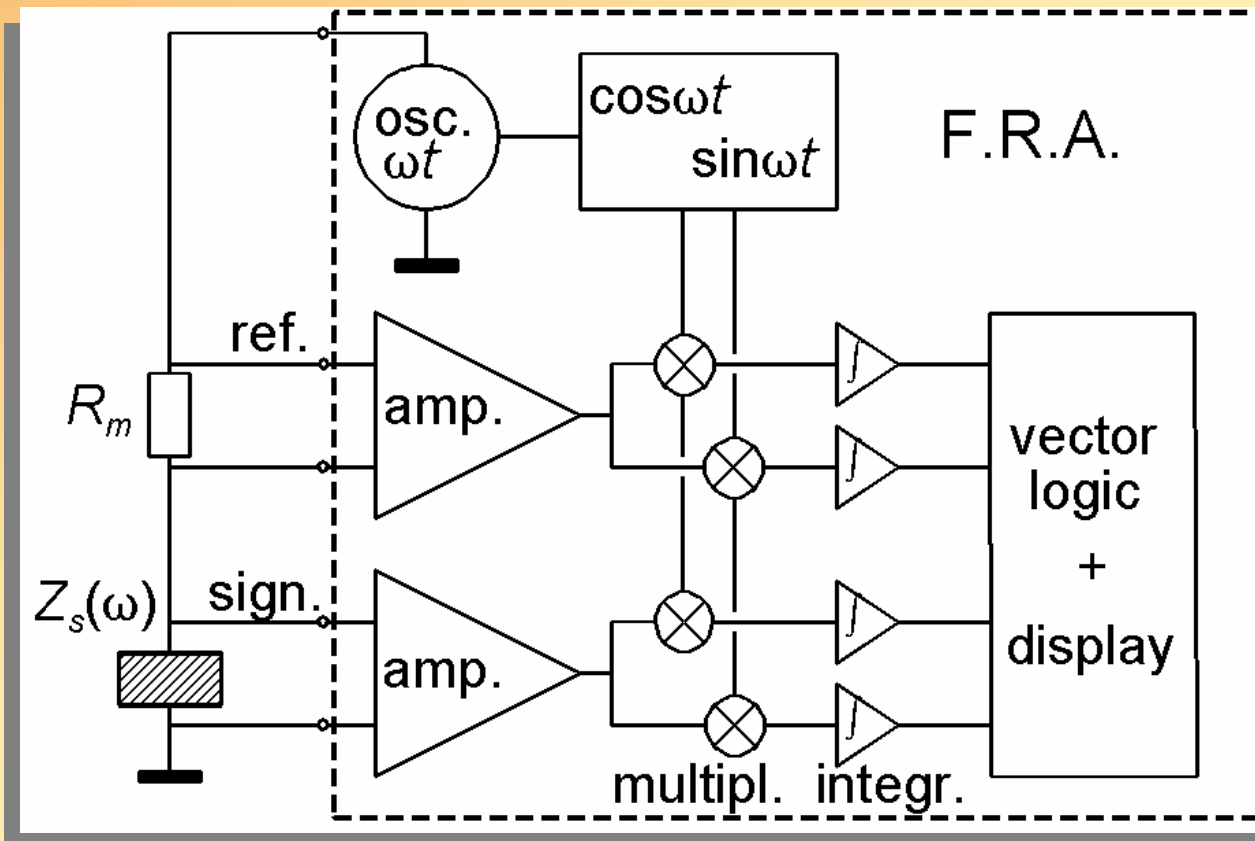 osc.
ωt
cosωt
sinωt
F.R.A.
ref.
R_m
amp.
∫
∫
vector
logic
+
display
Z_s(ω)
sign.
amp.
∫
∫
multipl. integr.